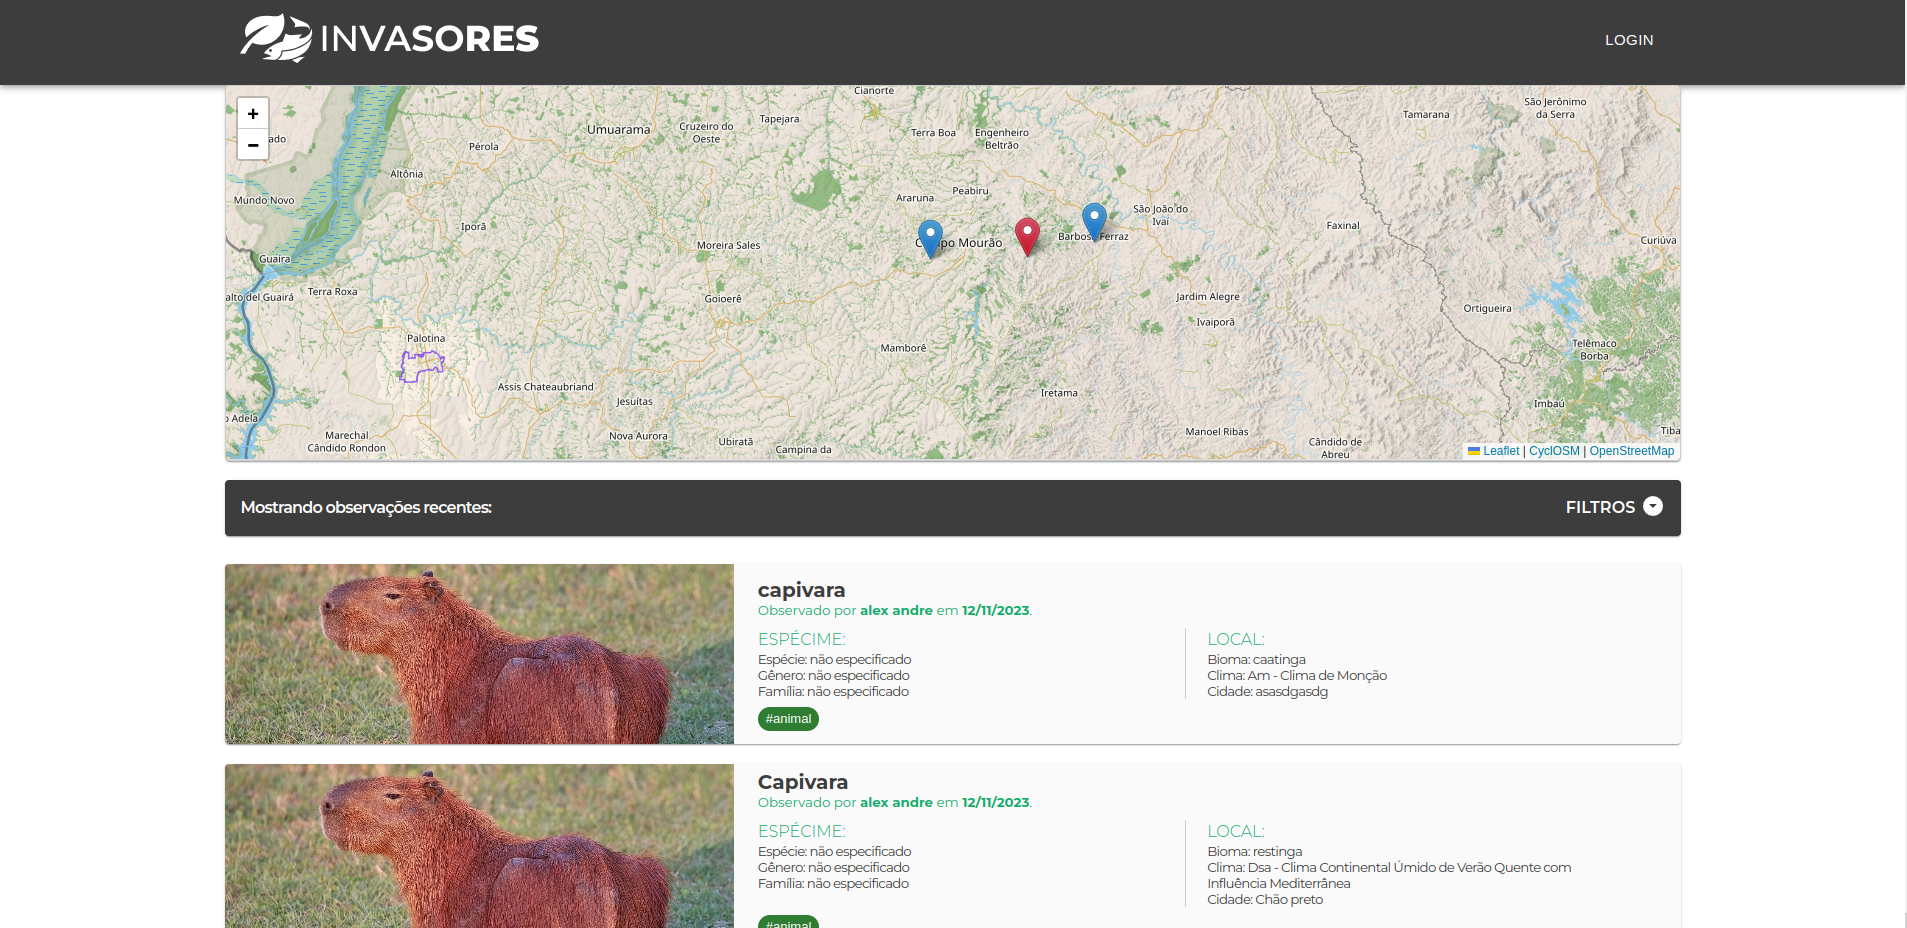 INVASORES
LOGIN
+
−
Cianorte
São Jerônimo
da Serra
Tamarana
Tapejara
Umuarama
Cruzeiro do
Oeste
Terra Boa
Engenheiro
Beltrão
ado
Pérola
Altônia
Peabiru
Araruna
Mundo Novo
São João do
Ivaí
Iporã
Faxinal
Barbosa Ferraz
Moreira Sales
Campo Mourão
Curiúva
Guaíra
Terra Roxa
alto del Guairá
Goioerê
Jardim Alegre
Ortigueira
Ivaiporã
Palotina
Mamborê
Telêmaco
Borba
Assis Chateaubriand
Iretama
Jesuítas
Imbaú
o Adela
Marechal
Cândido Rondon
Nova Aurora
Ubiratã
Campina da
Manoel Ribas
Cândido de
Abreu
Tiba
Leaflet | CyclOSM | OpenStreetMap
Mostrando observações recentes:
FILTROS
capivara
Observado por alex andre em 12/11/2023.
ESPÉCIME:
Espécie: não especificado
Gênero: não especificado
Família: não especificado
LOCAL:
Bioma: caatinga
Clima: Am - Clima de Monção
Cidade: asasdgasdg
#animal
Capivara
Observado por alex andre em 12/11/2023.
ESPÉCIME:
Espécie: não especificado
Gênero: não especificado
Família: não especificado
LOCAL:
Bioma: restinga
Clima: Dsa - Clima Continental Úmido de Verão Quente com
Influência Mediterrânea
Cidade: Chão preto
#animal